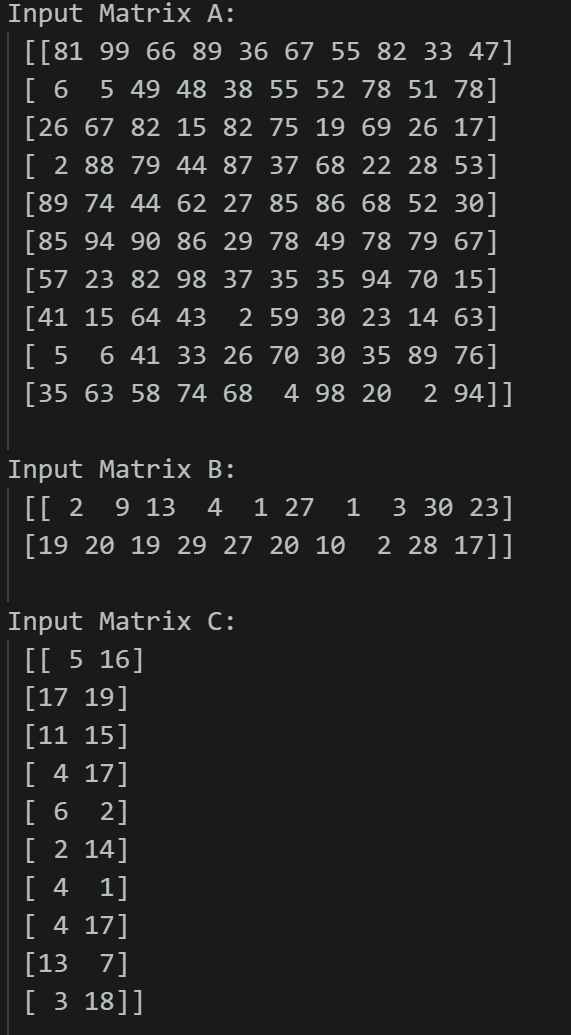 Input Matrix A:
[[81 99 66 89 36 67 55 82 33 47]
[ 6  5 49 48 38 55 52 78 51 78]
[26 67 82 15 82 75 19 69 26 17]
[ 2 88 79 44 87 37 68 22 28 53]
[89 74 44 62 27 85 86 68 52 30]
[85 94 90 86 29 78 49 78 79 67]
[57 23 82 98 37 35 35 94 70 15]
[41 15 64 43  2 59 30 23 14 63]
[ 5  6 41 33 26 70 30 35 89 76]
[35 63 58 74 68  4 98 20  2 94]]
Input Matrix B:
[[ 2  9 13  4  1 27  1  3 30 23]
[19 20 19 29 27 20 10  2 28 17]]
Input Matrix C:
[[ 5 16]
[17 19]
[11 15]
[ 4 17]
[ 6  2]
[ 2 14]
[ 4  1]
[ 4 17]
[13  7]
[ 3 18]]